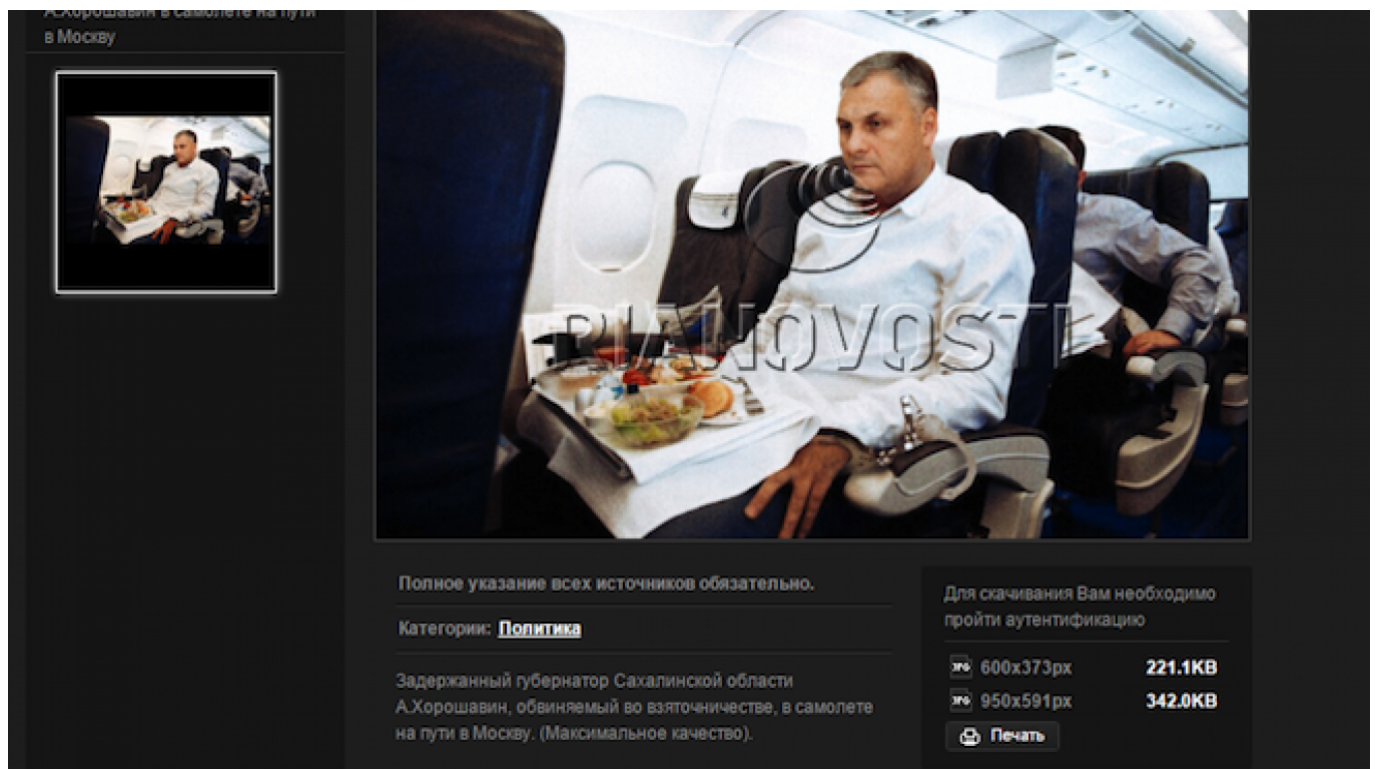 А.Хорошавин в самолете на пути
в Москву
RIANOVOSTI
Полное указание всех источников обязательно.
Категории: Политика
Задержанный губернатор Сахалинской области
А.Хорошавин, обвиняемый во взяточничестве, в самолете
на пути в Москву. (Максимальное качество).
Для скачивания Вам необходимо
пройти аутентификацию
JPG 600x373px 221.1KB
JPG 950x591px 342.0KB
Печать